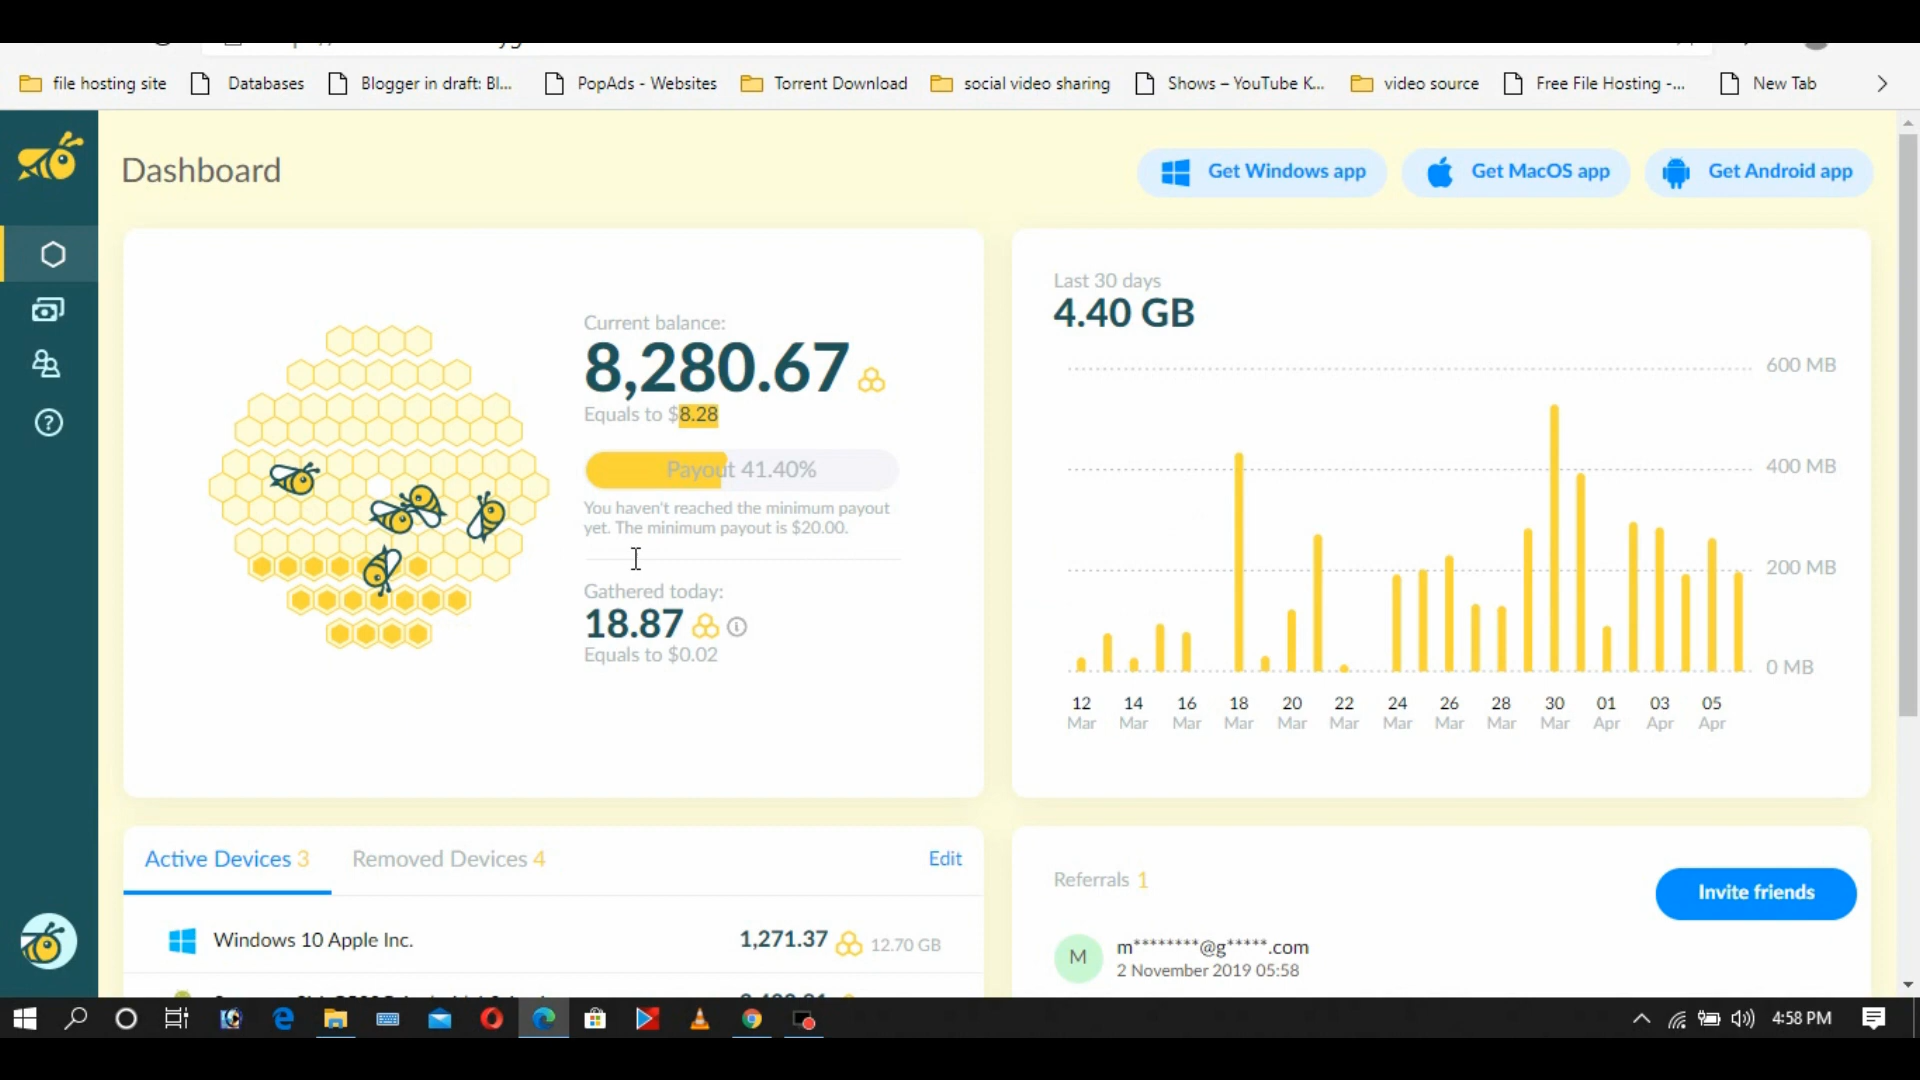 file hosting site Databases Blogger in draft: Bl... PopAds - Websites Torrent Download social video sharing Shows – YouTube K... video source Free File Hosting -... New Tab
Dashboard
Get Windows app Get MacOS app Get Android app
Current balance:
8,280.67
Equals to $8.28
Payout 41.40%
You haven't reached the minimum payout
yet. The minimum payout is $20.00.
Gathered today:
18.87
Equals to $0.02
Last 30 days
4.40 GB
600 MB
400 MB
200 MB
0 MB
12 14 16 18 20 22 24 26 28 30 01 03 05
Mar Mar Mar Mar Mar Mar Mar Mar Mar Mar Apr Apr Apr
Active Devices 3 Removed Devices 4 Edit
Windows 10 Apple Inc. 1,271.37 12.70 GB
Referrals 1
Invite friends
M
m********@g*****.com
2 November 2019 05:58
4:58 PM